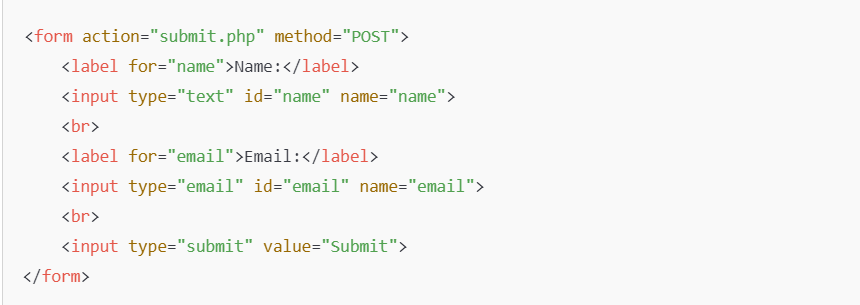 <form action="submit.php" method="POST">
    <label for="name">Name:</label>
    <input type="text" id="name" name="name">
    <br>
    <label for="email">Email:</label>
    <input type="email" id="email" name="email">
    <br>
    <input type="submit" value="Submit">
</form>